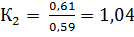 К₂ = 0,61/0,59 = 1,04